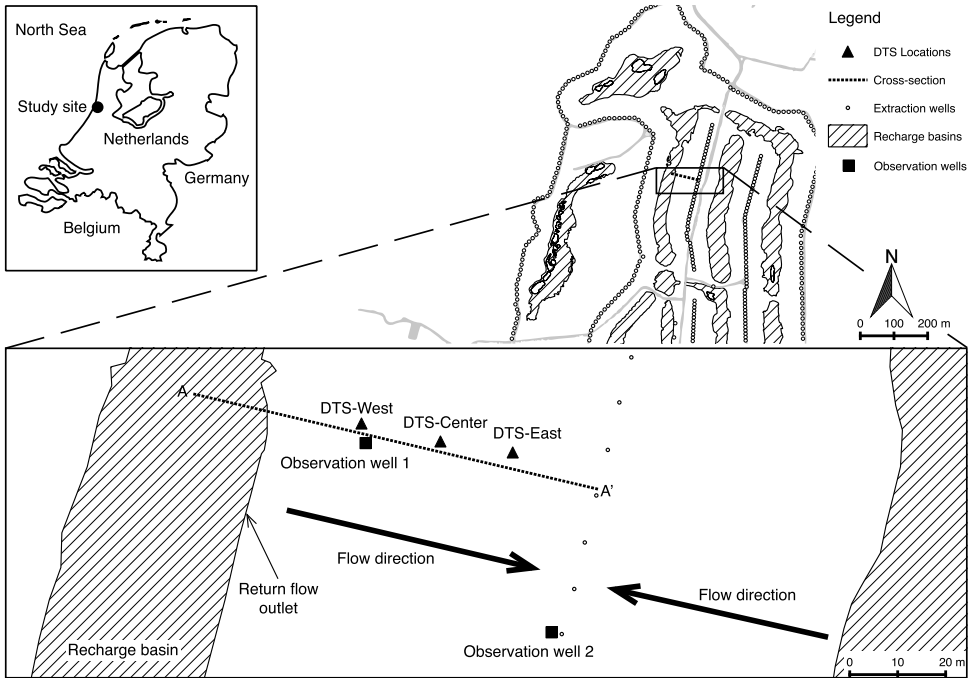 North Sea
Study site
Netherlands
Germany
Belgium
Legend
DTS Locations
Cross-section
Extraction wells
Recharge basins
Observation wells
N
0 100 200 m
A
DTS-West
DTS-Center
DTS-East
Observation well 1
A'
Flow direction
Return flow
outlet
Flow direction
Recharge basin
Observation well 2
0 10 20 m